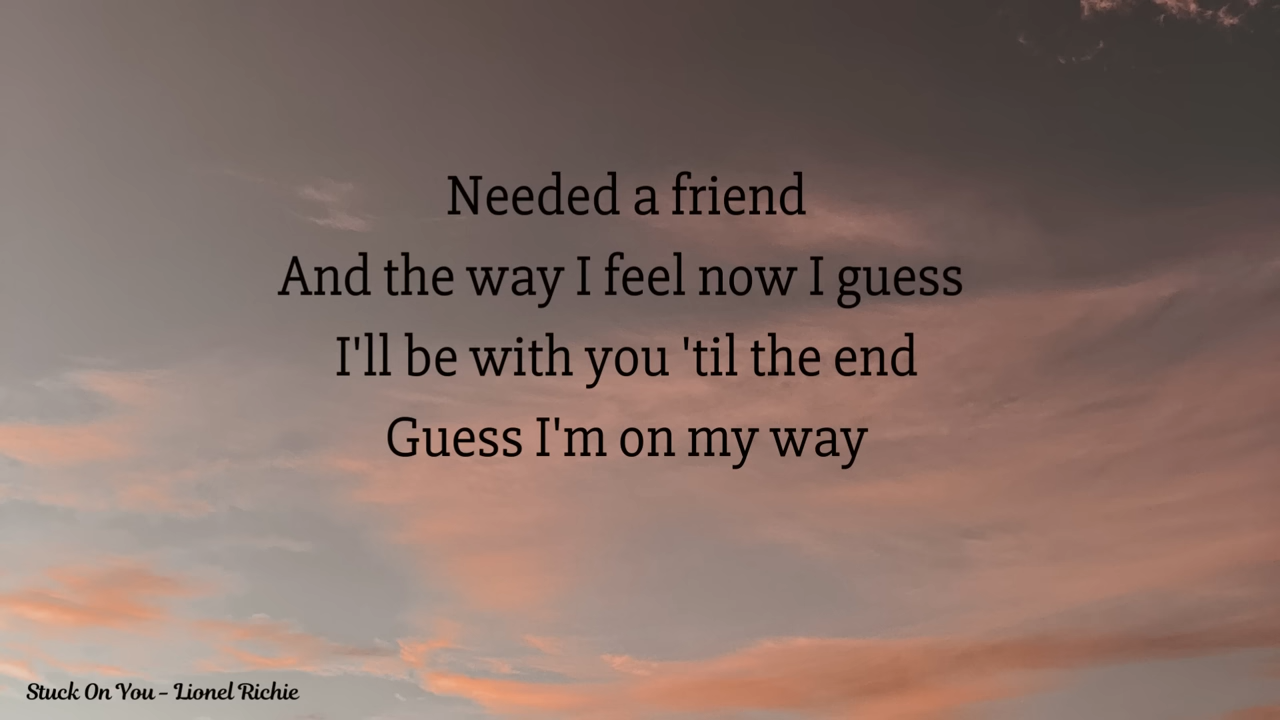 Needed a friend
And the way I feel now I guess
I'll be with you 'til the end
Guess I'm on my way
Stuck On You - Lionel Richie